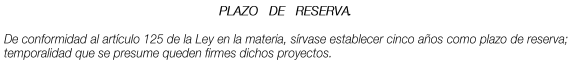 PLAZO DE RESERVA.
De conformidad al artículo 125 de la Ley en la materia, sírvase establecer cinco años como plazo de reserva;
temporalidad que se presume queden firmes dichos proyectos.